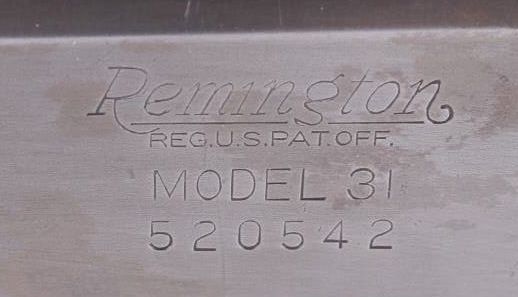 Remington
REG.U.S.PAT.OFF.
MODEL 31
520542